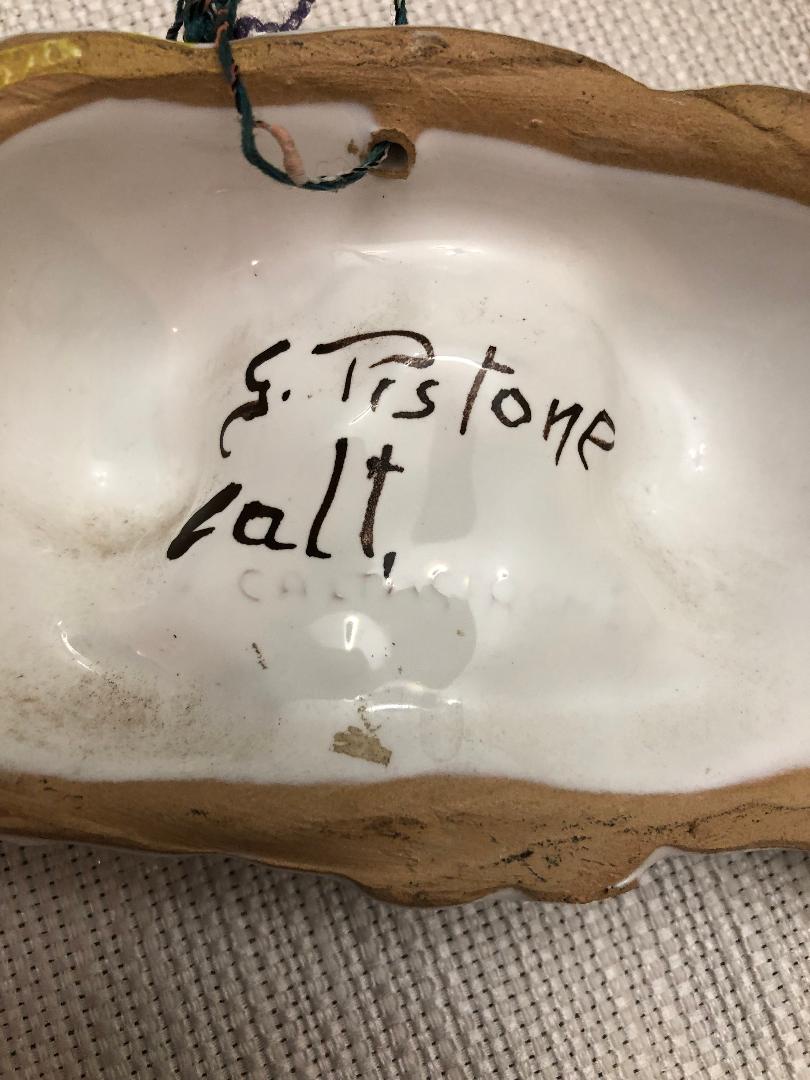 G. Pistone
Calt,